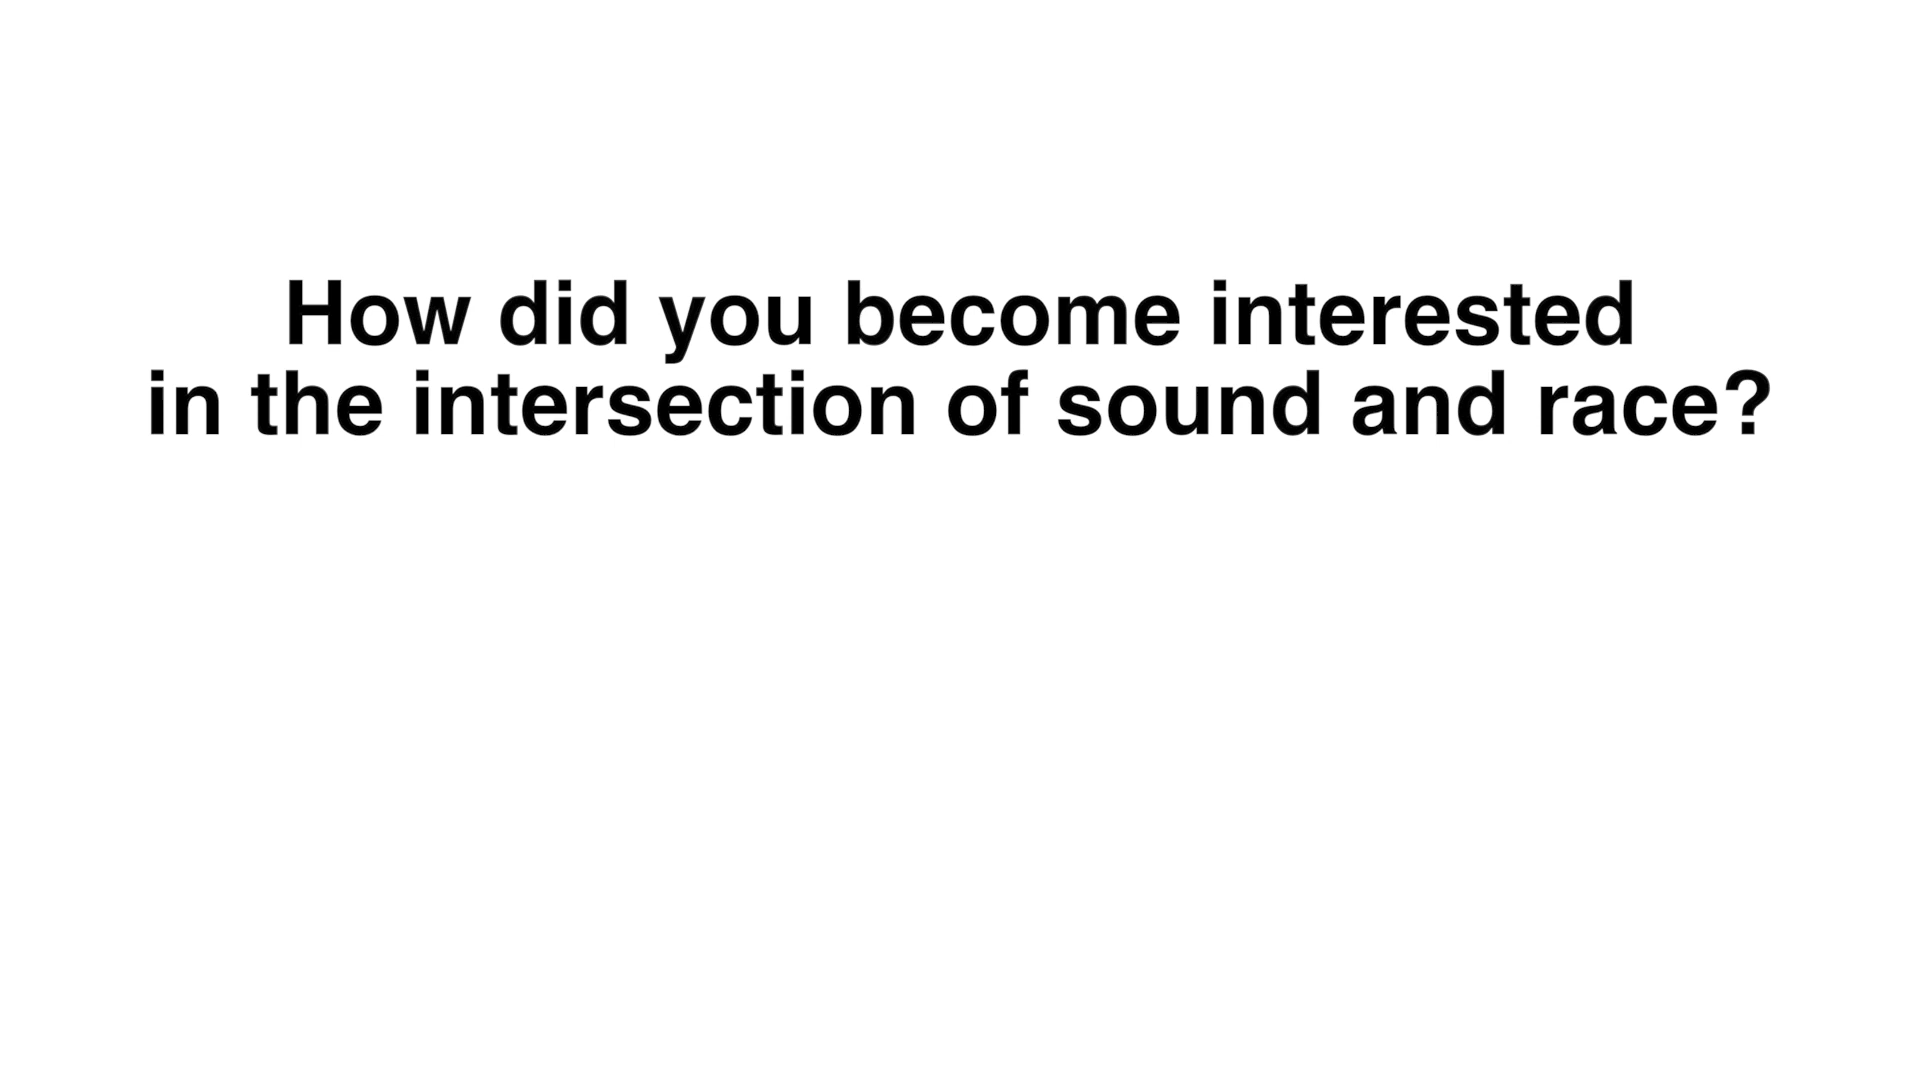 How did you become interested
in the intersection of sound and race?